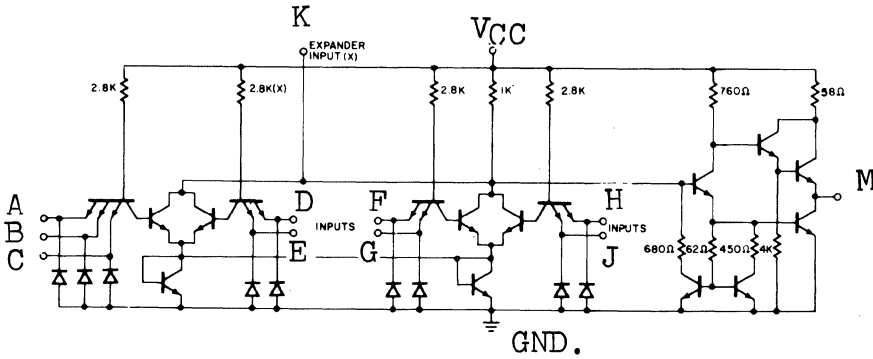 K
VCC
EXPANDER
INPUT (X)
2.8K
2.8K(X)
2.8K
1K
2.8K
760Ω
58Ω
A
D
F
H
M
B
INPUTS
INPUTS
C
E
G
J
680Ω
62Ω
450Ω
4K
GND.